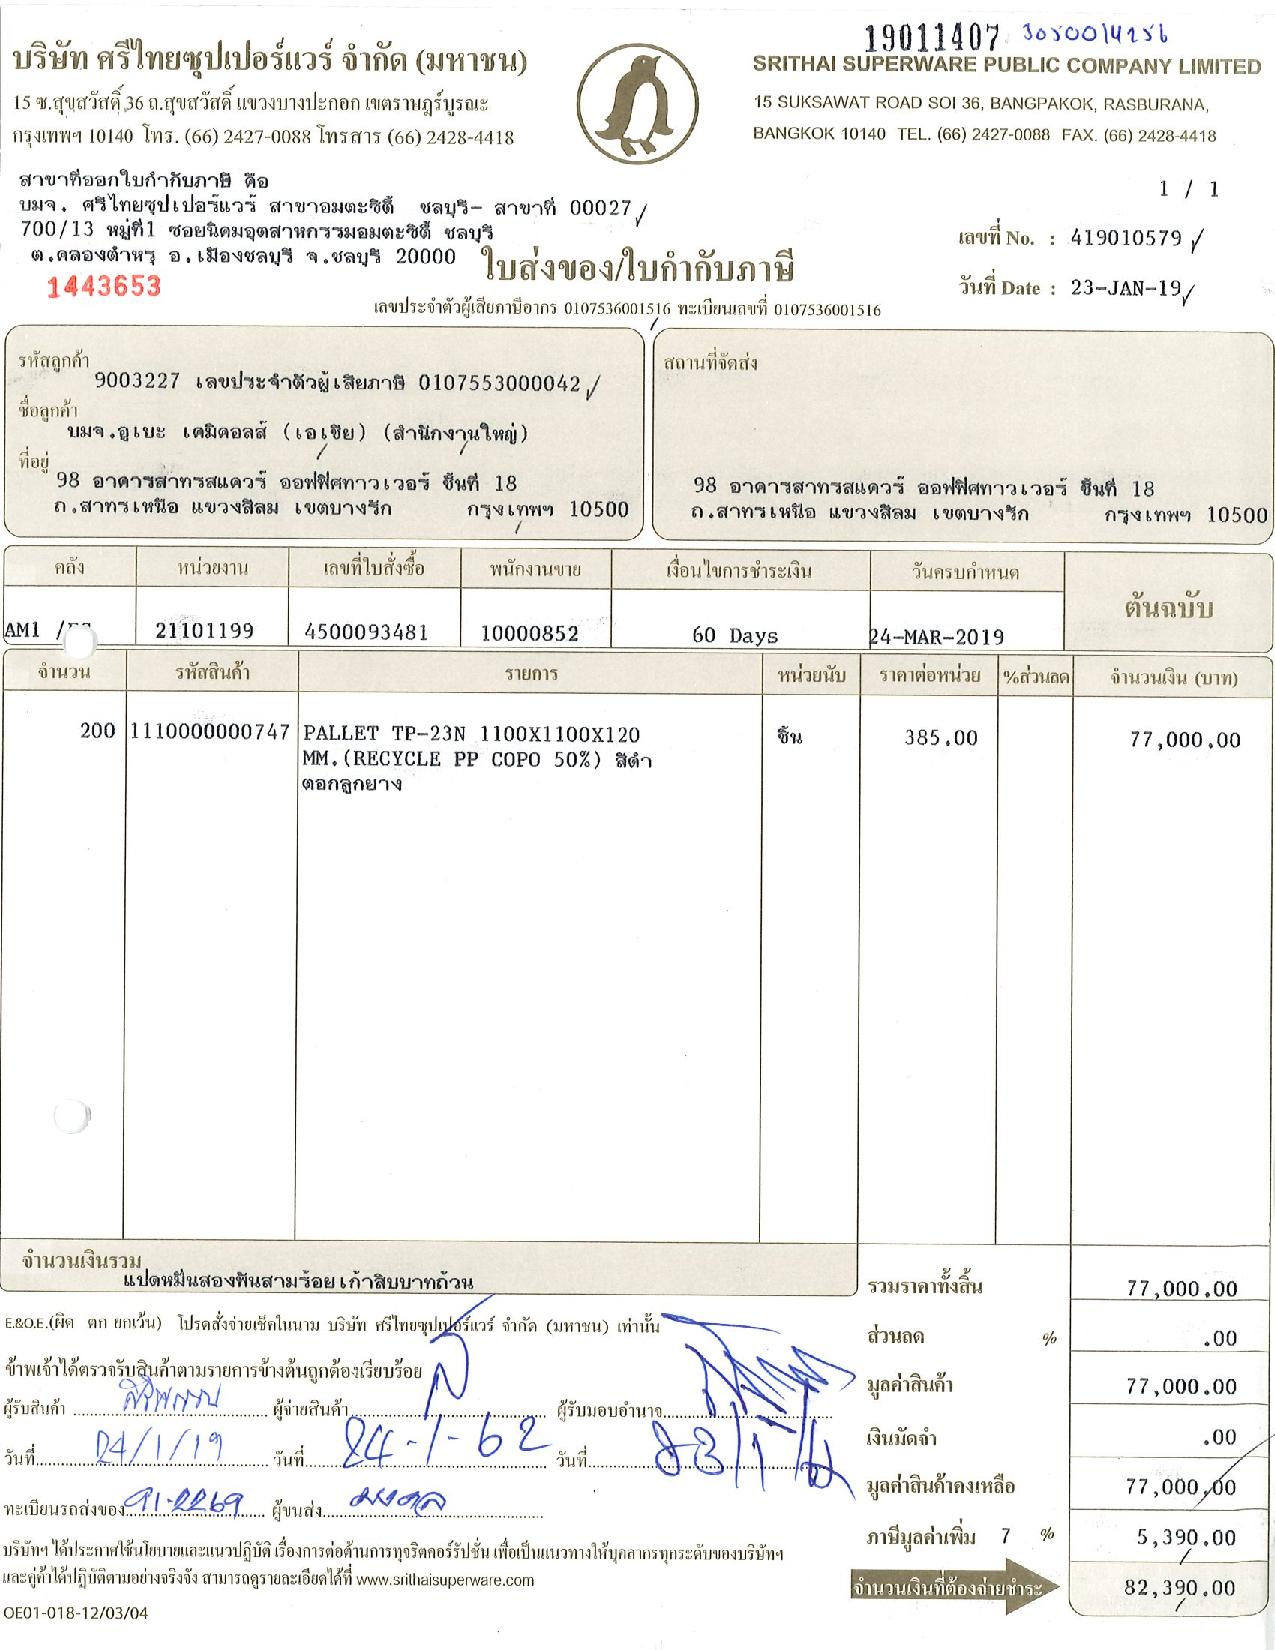 19011407
บริษัท ศรีไทยซุปเปอร์แวร์ จำกัด (มหาชน)
15 ซ.สุขสวัสดิ์ 36 ถ.สุขสวัสดิ์ แขวงบางปะกอก เขตราษฎร์บูรณะ
กรุงเทพฯ 10140 โทร. (66) 2427-0088 โทรสาร (66) 2428-4418
SRITHAI SUPERWARE PUBLIC COMPANY LIMITED
15 SUKSAWAT ROAD SOI 36, BANGPAKOK, RASBURANA,
BANGKOK 10140 TEL. (66) 2427-0088 FAX. (66) 2428-4418
สาขาที่ออกใบกำกับภาษี คือ
บมจ. ศรีไทยซุปเปอร์แวร์ สาขาอมตะซิตี้ ชลบุรี- สาขาที่ 00027
700/13 หมู่ที่1 ซอยนิคมอุตสาหกรรมอมตะซิตี้ ชลบุรี
ต.คลองตำหรุ อ.เมืองชลบุรี จ.ชลบุรี 20000
1443653
1 / 1
เลขที่ No. : 419010579
วันที่ Date : 23-JAN-19
ใบส่งของ/ใบกำกับภาษี
เลขประจำตัวผู้เสียภาษีอากร 0107536001516 ทะเบียนเลขที่ 0107536001516
รหัสลูกค้า
9003227 เลขประจำตัวผู้เสียภาษี 0107553000042
ชื่อลูกค้า
บมจ.อูเบะ เคมิคอลส์ (เอเซีย) (สำนักงานใหญ่)
ที่อยู่
98 อาคารสาทรสแควร์ ออฟฟิศทาวเวอร์ ชั้นที่ 18
ถ.สาทรเหนือ แขวงสีลม เขตบางรัก กรุงเทพฯ 10500
สถานที่จัดส่ง
98 อาคารสาทรสแควร์ ออฟฟิศทาวเวอร์ ชั้นที่ 18
ถ.สาทรเหนือ แขวงสีลม เขตบางรัก กรุงเทพฯ 10500
คลัง หน่วยงาน เลขที่ใบสั่งซื้อ พนักงานขาย เงื่อนไขการชำระเงิน วันครบกำหนด ต้นฉบับ
AM1 / 21101199 4500093481 10000852 60 Days 24-MAR-2019
จำนวน รหัสสินค้า รายการ หน่วยนับ ราคาต่อหน่วย %ส่วนลด จำนวนเงิน (บาท)
200 1110000000747 PALLET TP-23N 1100X1100X120 ชิ้น 385.00 77,000.00
MM.(RECYCLE PP COPO 50%) สีดำ
ตอกลูกยาง
จำนวนเงินรวม
แปดหมื่นสองพันสามร้อยเก้าสิบบาทถ้วน
รวมราคาทั้งสิ้น 77,000.00
ส่วนลด % .00
มูลค่าสินค้า 77,000.00
เงินมัดจำ .00
มูลค่าสินค้าคงเหลือ 77,000.00
ภาษีมูลค่าเพิ่ม 7 % 5,390.00
จำนวนเงินที่ต้องจ่ายชำระ 82,390.00
E.&O.E.(ผิด ตก ยกเว้น) โปรดสั่งจ่ายเช็คในนาม บริษัท ศรีไทยซุปเปอร์แวร์ จำกัด (มหาชน) เท่านั้น
ข้าพเจ้าได้ตรวจรับสินค้าตามรายการข้างต้นถูกต้องเรียบร้อย
ผู้รับสินค้า ผู้จ่ายสินค้า ผู้รับมอบอำนาจ
วันที่ 24/1/19 วันที่ 24-1-62 วันที่
ทะเบียนรถส่งของ 91-2269 ผู้ขนส่ง มงคล
บริษัทฯ ได้ประกาศใช้นโยบายและแนวปฏิบัติ เรื่องการต่อต้านการทุจริตคอร์รัปชั่น เพื่อเป็นแนวทางให้บุคลากรทุกระดับของบริษัทฯ
และคู่ค้าได้ปฏิบัติตามอย่างจริงจัง สามารถดูรายละเอียดได้ที่ www.srithaisuperware.com
OE01-018-12/03/04